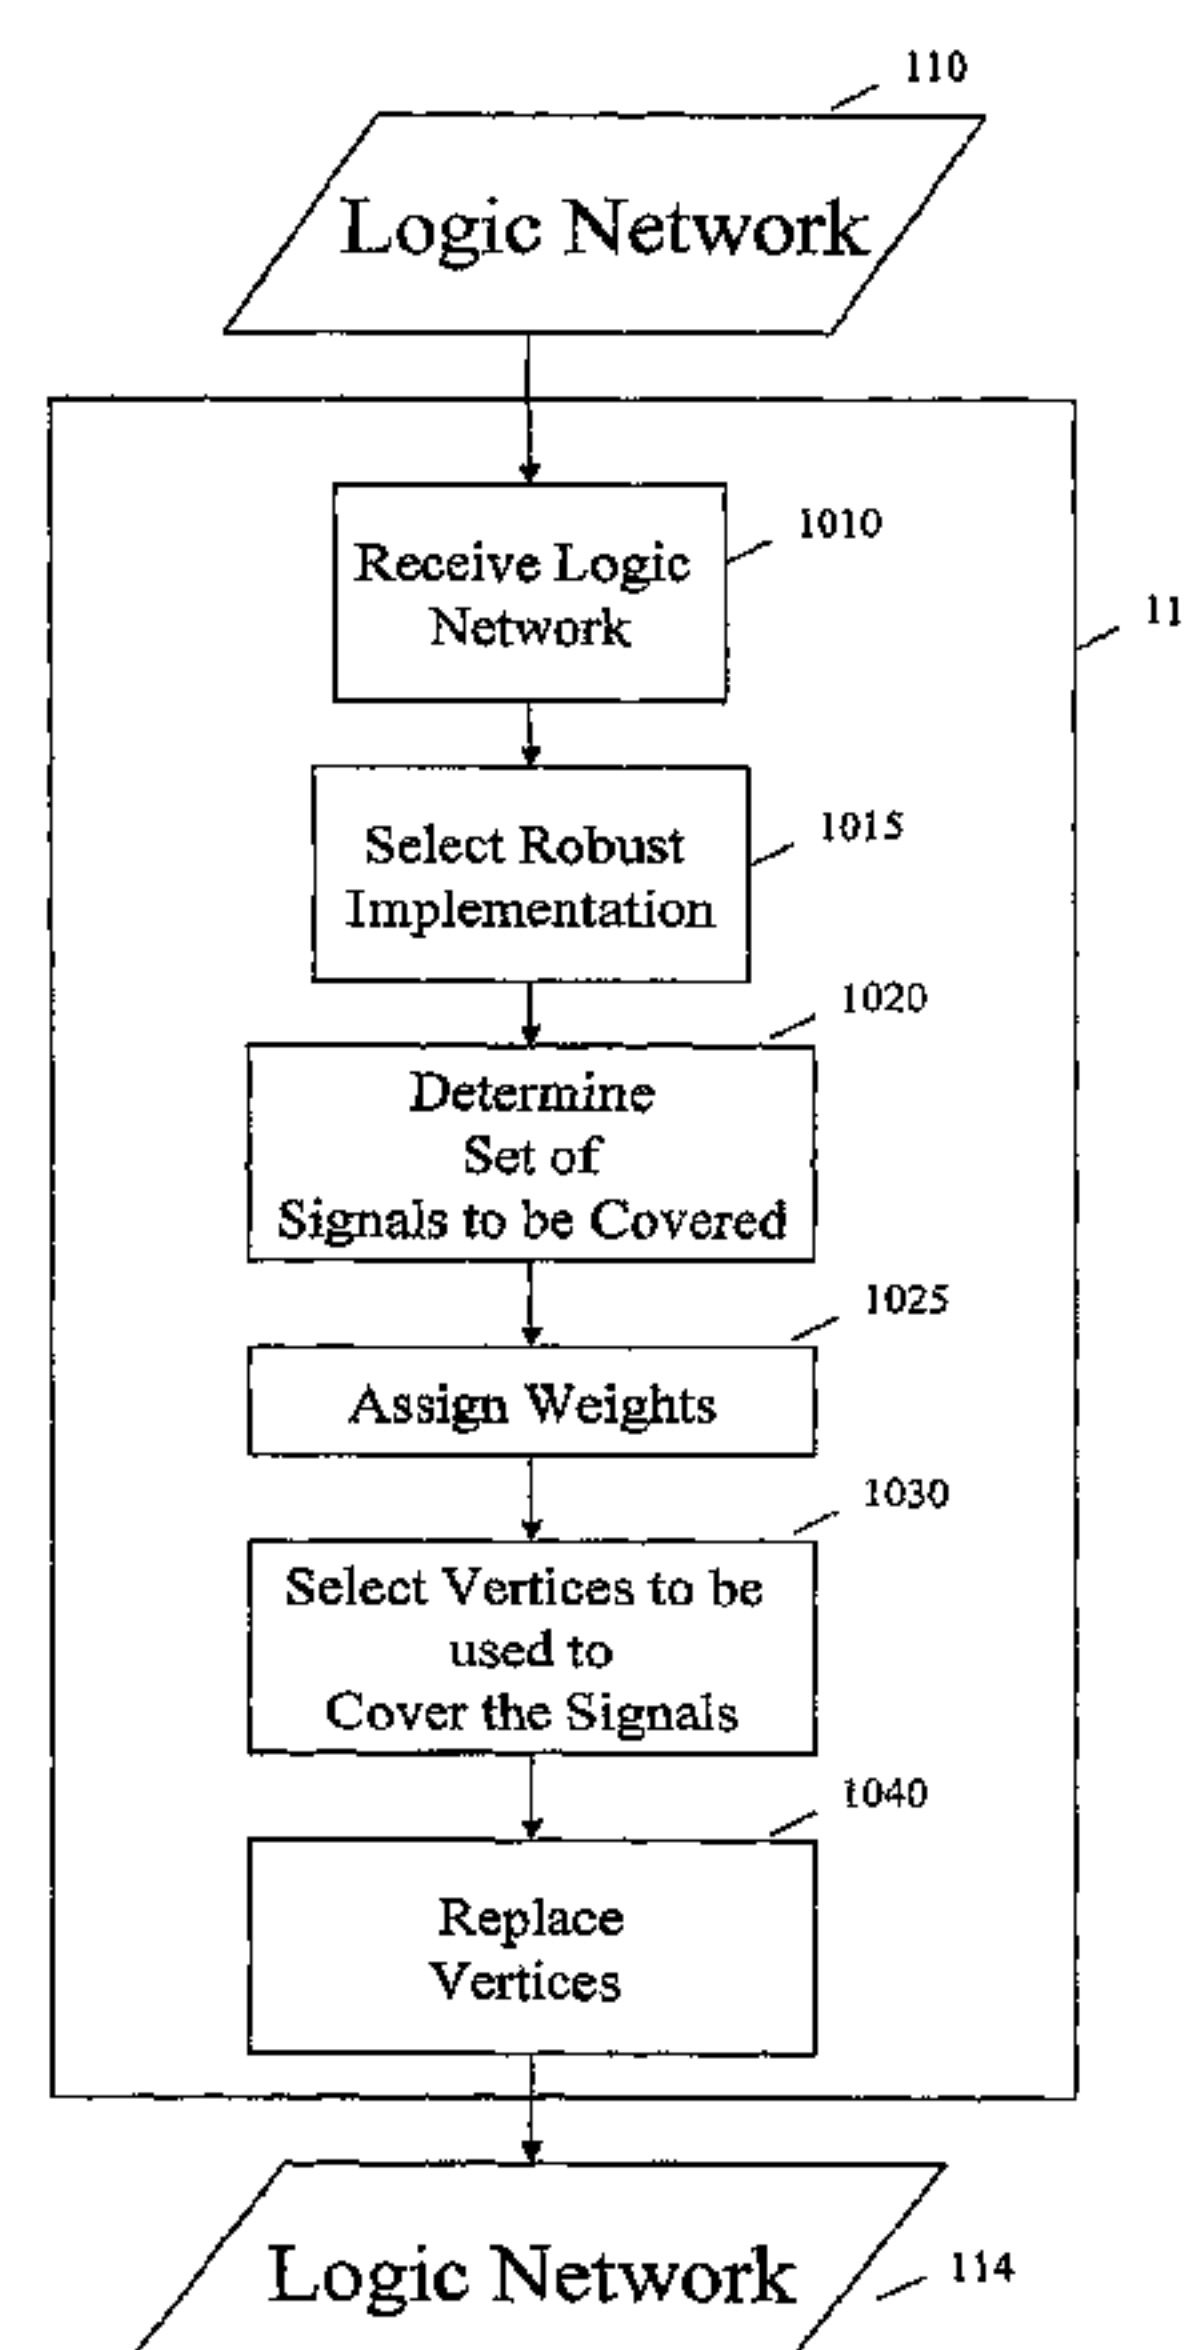 110
Logic Network
1010
Receive Logic
Network
11
1015
Select Robust
Implementation
1020
Determine
Set of
Signals to be Covered
1025
Assign Weights
1030
Select Vertices to be
used to
Cover the Signals
1040
Replace
Vertices
Logic Network
114